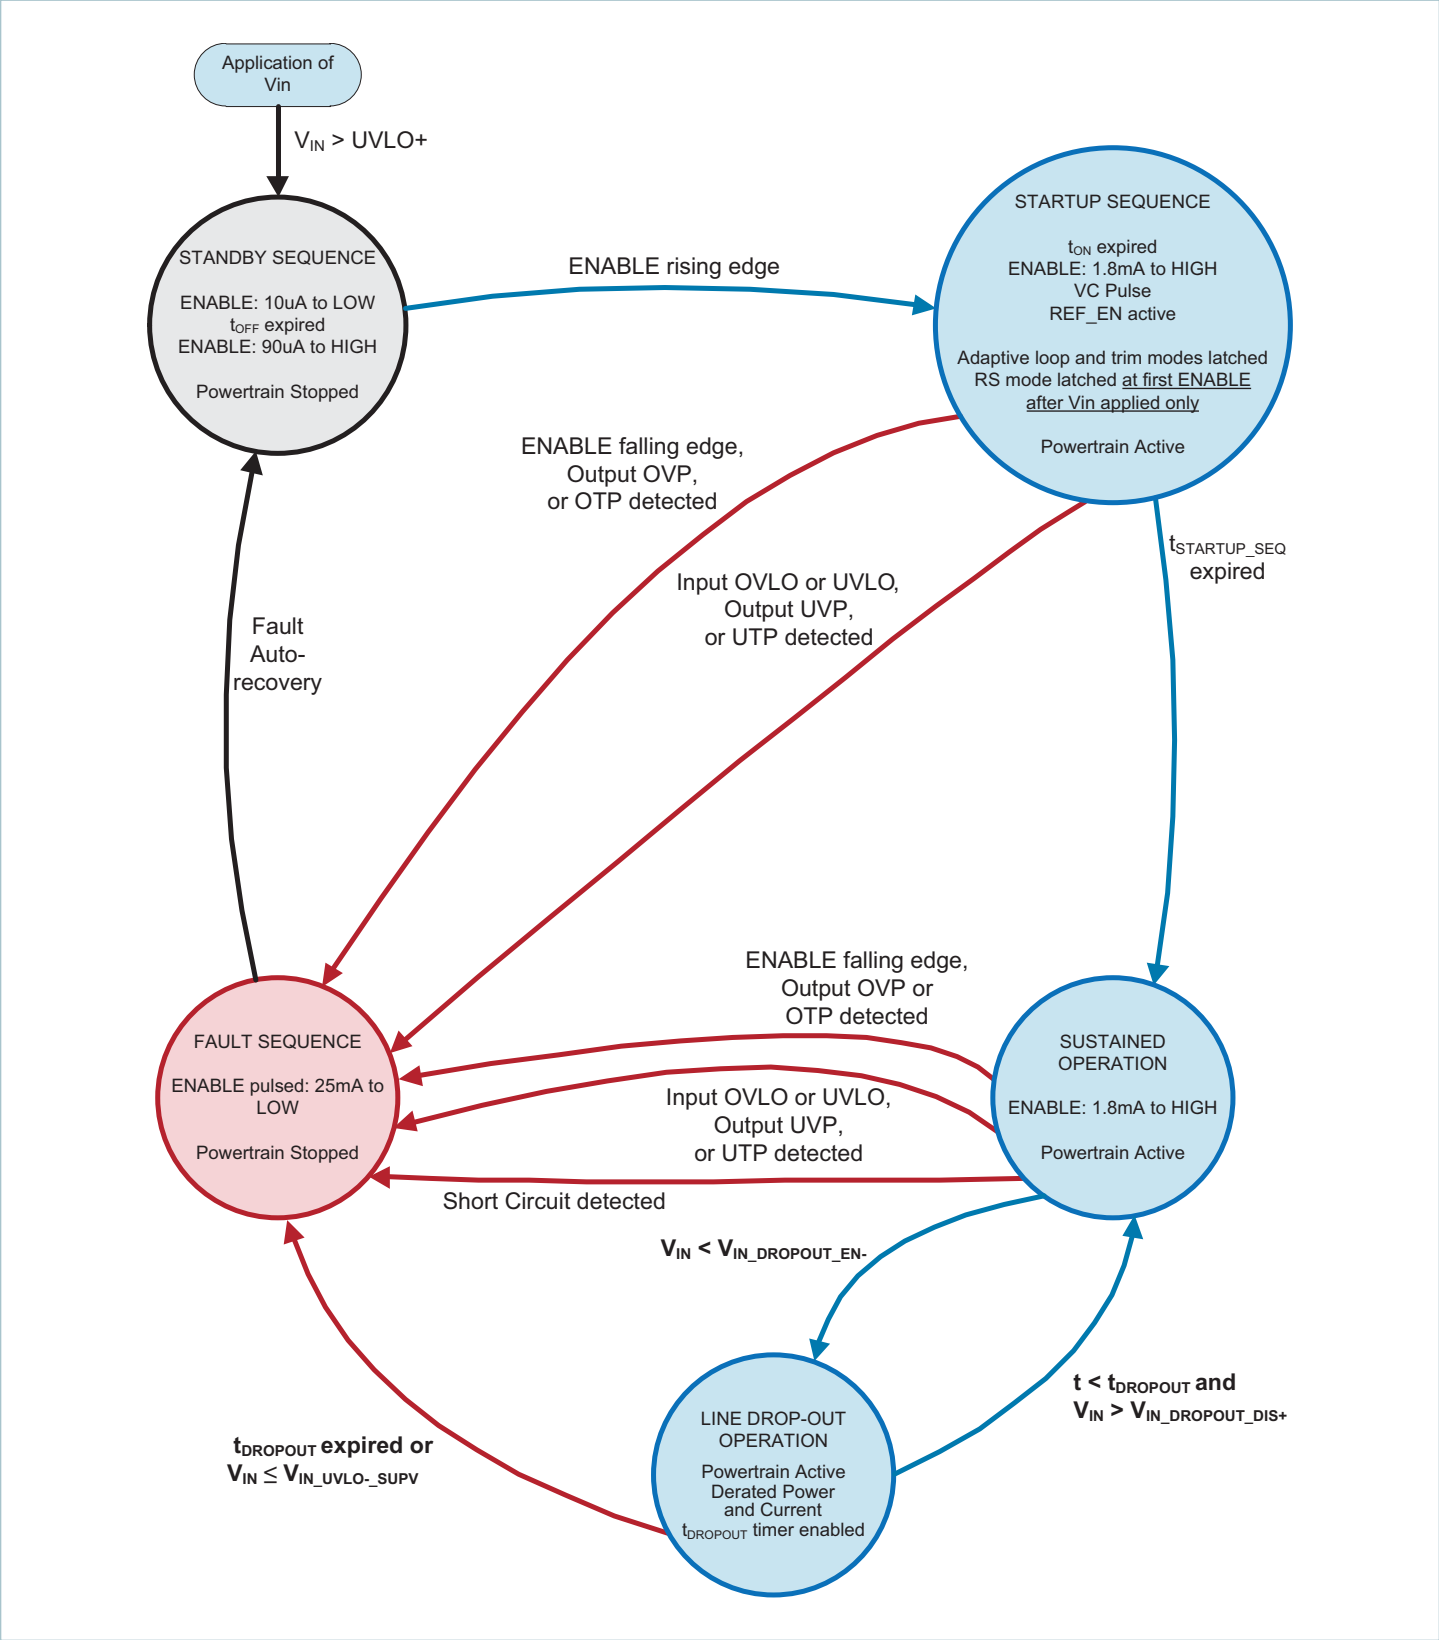 Application of
Vin
VIN > UVLO+
STANDBY SEQUENCE
ENABLE: 10uA to LOW
tOFF expired
ENABLE: 90uA to HIGH
Powertrain Stopped
ENABLE rising edge
STARTUP SEQUENCE
tON expired
ENABLE: 1.8mA to HIGH
VC Pulse
REF_EN active
Adaptive loop and trim modes latched
RS mode latched at first ENABLE
after Vin applied only
Powertrain Active
ENABLE falling edge,
Output OVP,
or OTP detected
Input OVLO or UVLO,
Output UVP,
or UTP detected
tSTARTUP_SEQ
expired
Fault
Auto-
recovery
FAULT SEQUENCE
ENABLE pulsed: 25mA to
LOW
Powertrain Stopped
ENABLE falling edge,
Output OVP or
OTP detected
Input OVLO or UVLO,
Output UVP,
or UTP detected
Short Circuit detected
SUSTAINED
OPERATION
ENABLE: 1.8mA to HIGH
Powertrain Active
VIN < VIN_DROPOUT_EN-
t < tDROPOUT and
VIN > VIN_DROPOUT_DIS+
tDROPOUT expired or
VIN ≤ VIN_UVLO-_SUPV
LINE DROP-OUT
OPERATION
Powertrain Active
Derated Power
and Current
tDROPOUT timer enabled